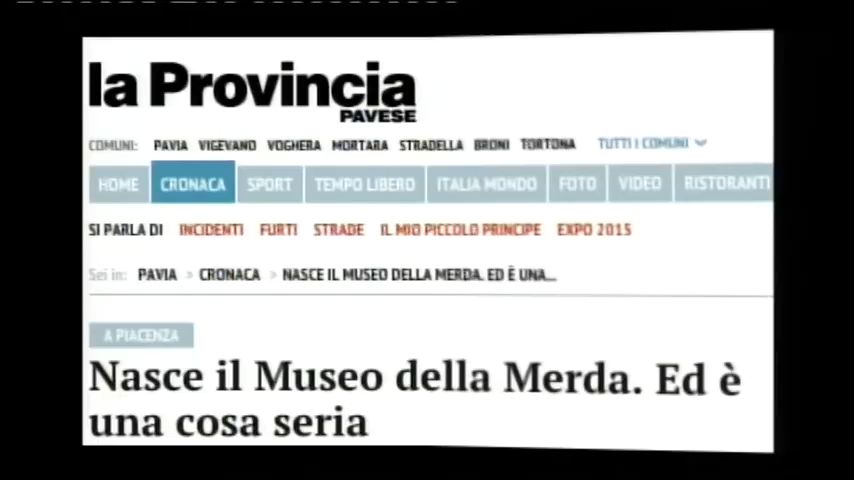 la Provincia
PAVESE
COMUNI: PAVIA VIGEVANO VOGHERA MORTARA STRADELLA BRONI TORTONA TUTTI I COMUNI
HOME CRONACA SPORT TEMPO LIBERO ITALIA MONDO FOTO VIDEO RISTORANTI
SI PARLA DI INCIDENTI FURTI STRADE IL MIO PICCOLO PRINCIPE EXPO 2015
Sei in: PAVIA > CRONACA > NASCE IL MUSEO DELLA MERDA. ED È UNA...
A PIACENZA
Nasce il Museo della Merda. Ed è
una cosa seria